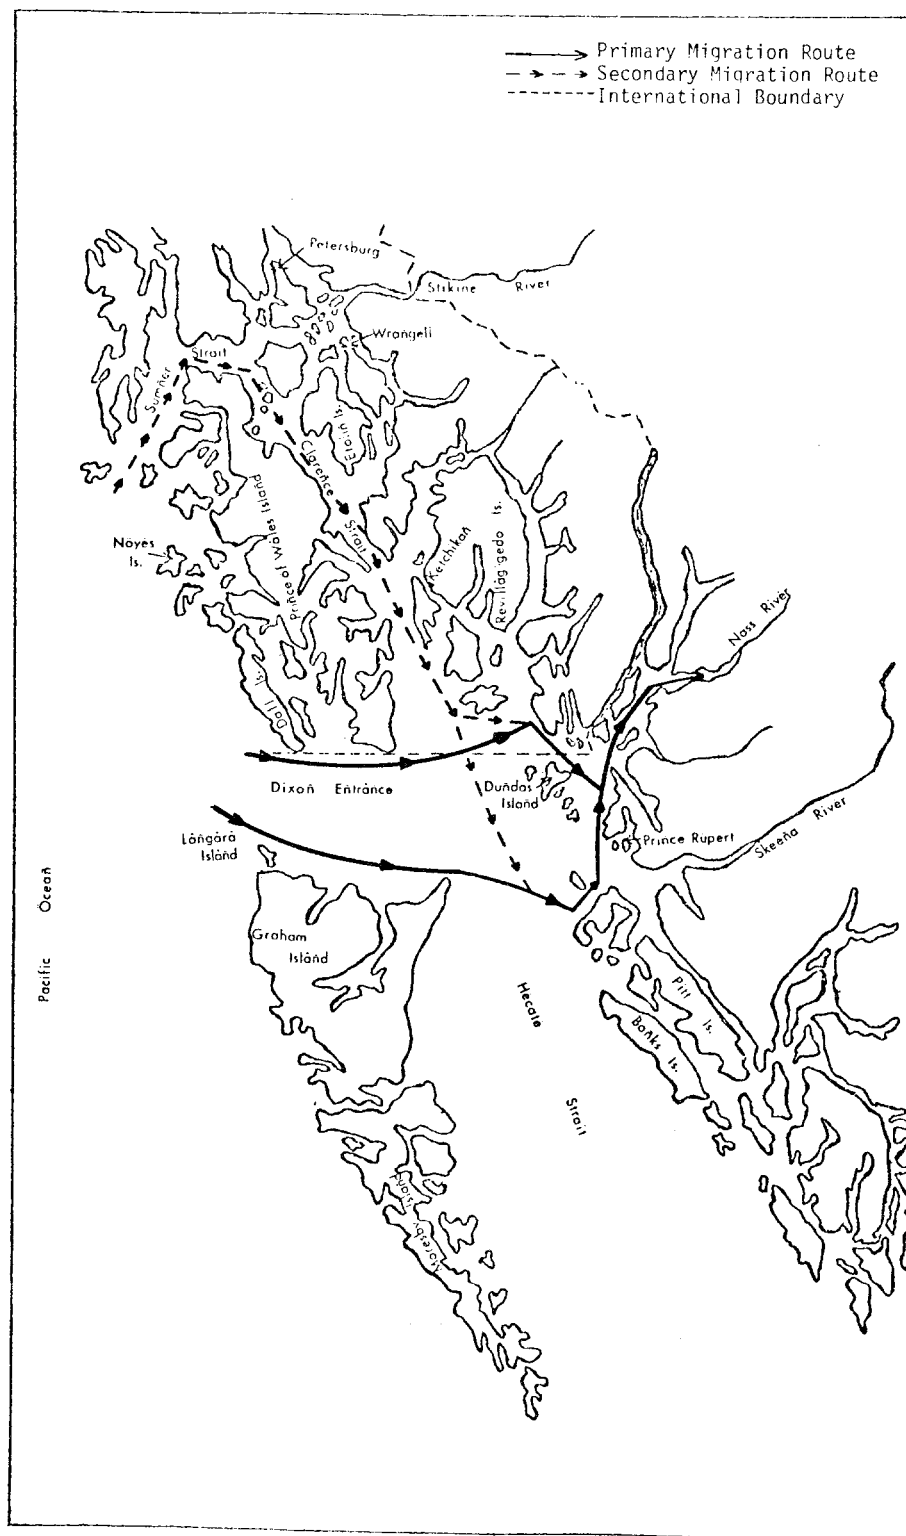 Primary Migration Route
Secondary Migration Route
International Boundary
Petersburg
Stikine River
Wrangell
Strait
Sumner
Etolin Is.
Clarence
Strait
Noyes
Is.
Prince of Wales Island
Ketchikan
Revillagigedo Is.
Nass River
Dall Is.
Dixon Entrance
Dundas
Island
Langara
Island
Prince Rupert
Skeena River
Pacific Ocean
Graham
Island
Hecate
Strait
Pitt Is.
Banks Is.
Moresby Island